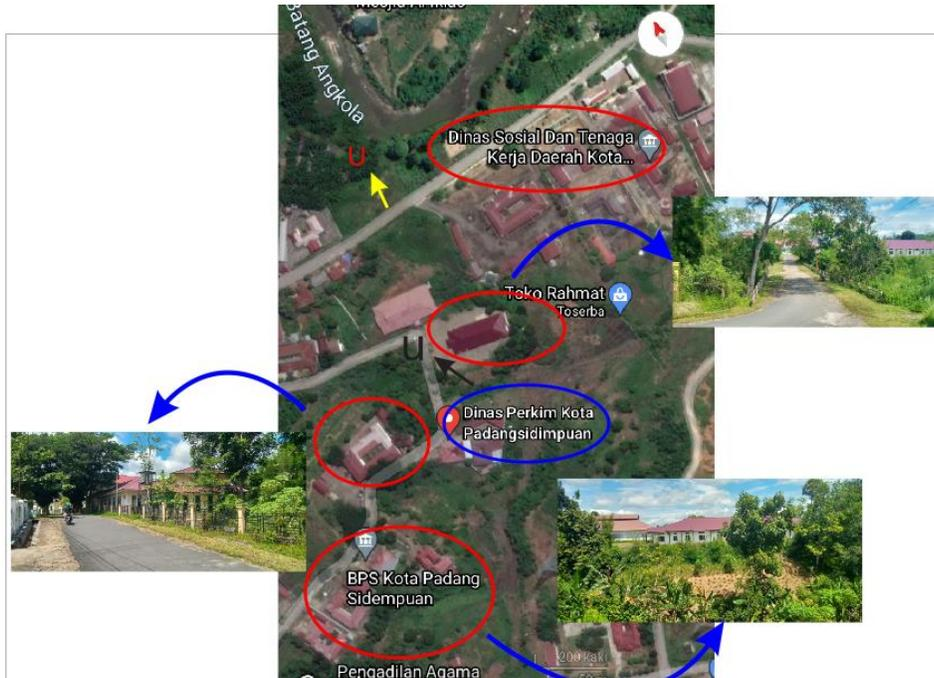 Batang Angkola
U
Dinas Sosial Dan Tenaga
Kerja Daerah Kota...
Toko Rahmat
Toserba
U
Dinas Perkim Kota
Padangsidimpuan
BPS Kota Padang
Sidempuan
200 kaki
Pengadilan Agama